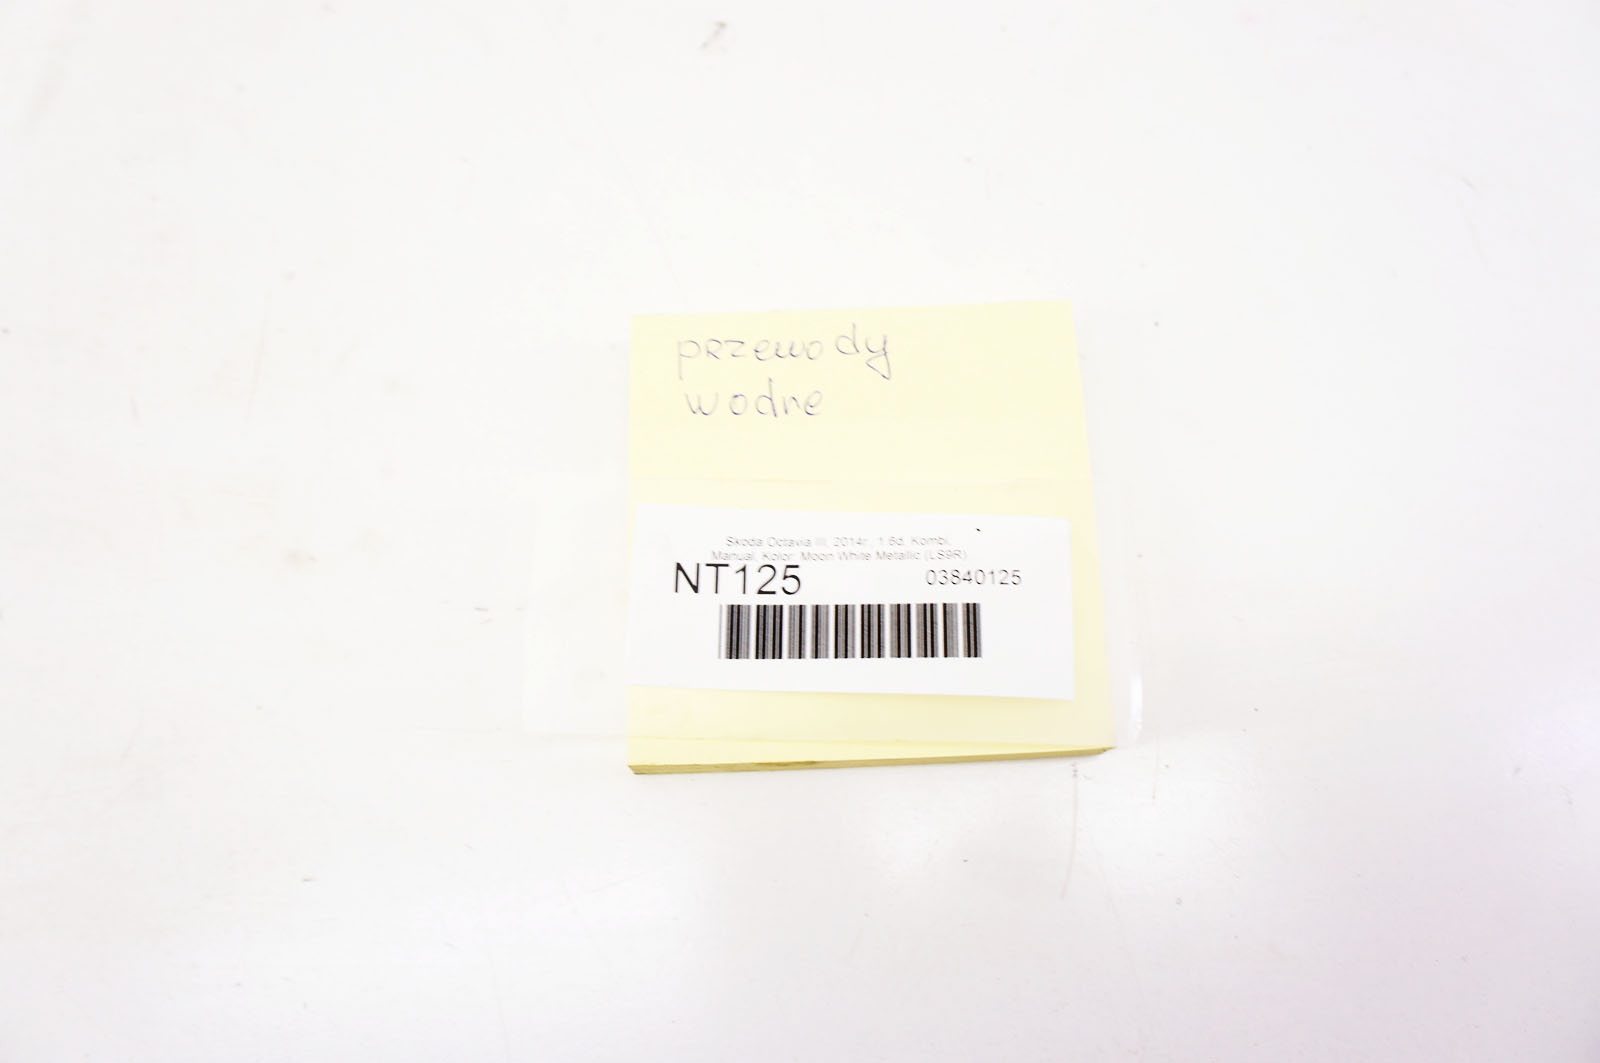 przewody
wodne
Skoda Octavia III, 2014r., 1.6d, Kombi,
Manual, Kolor: Moon White Metallic (LS9R)
NT125 03840125